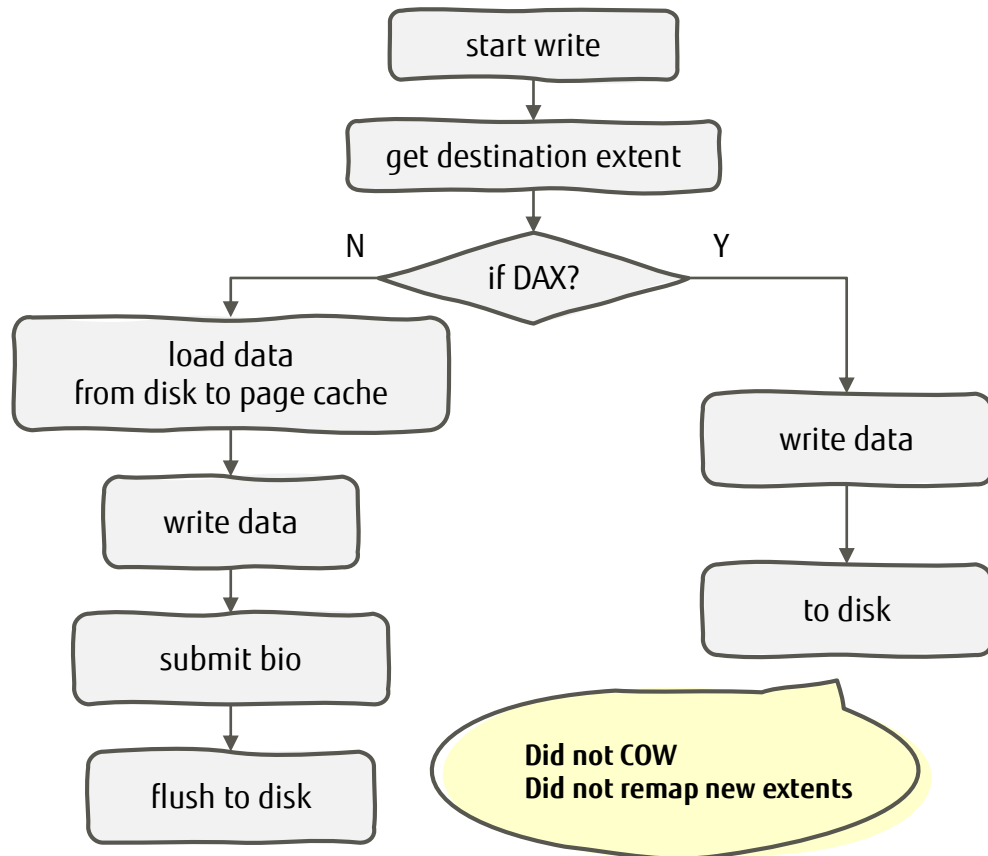 start write
get destination extent
N
Y
if DAX?
load data
from disk to page cache
write data
write data
submit bio
to disk
flush to disk
Did not COW
Did not remap new extents